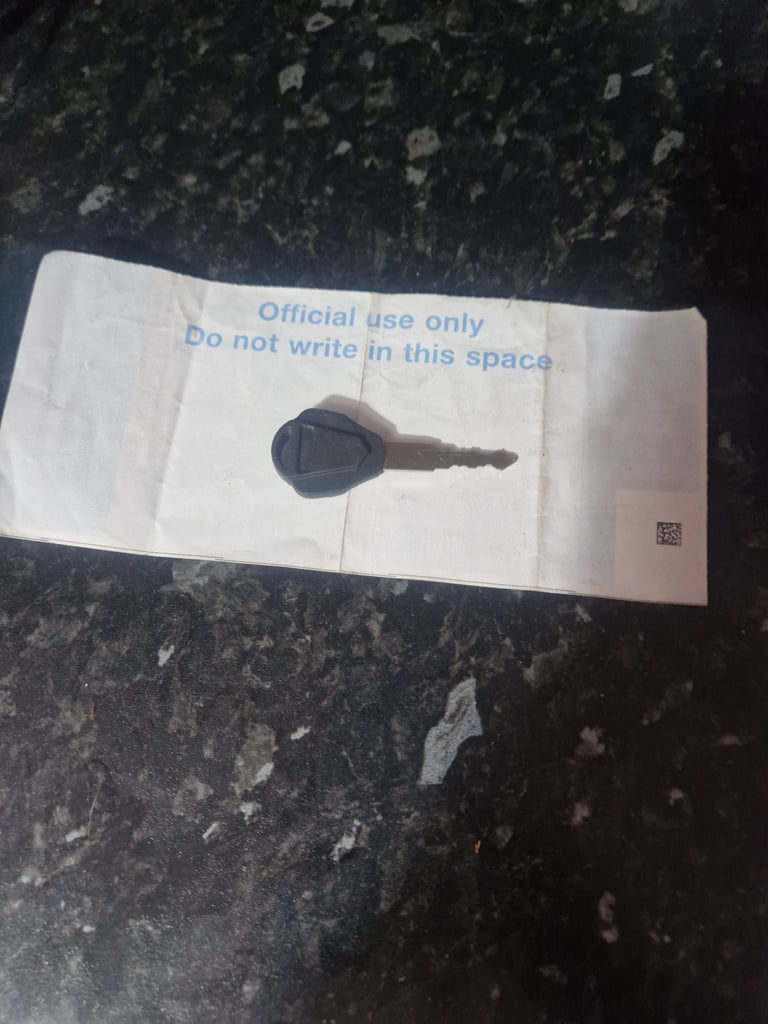 Official use only
Do not write in this space